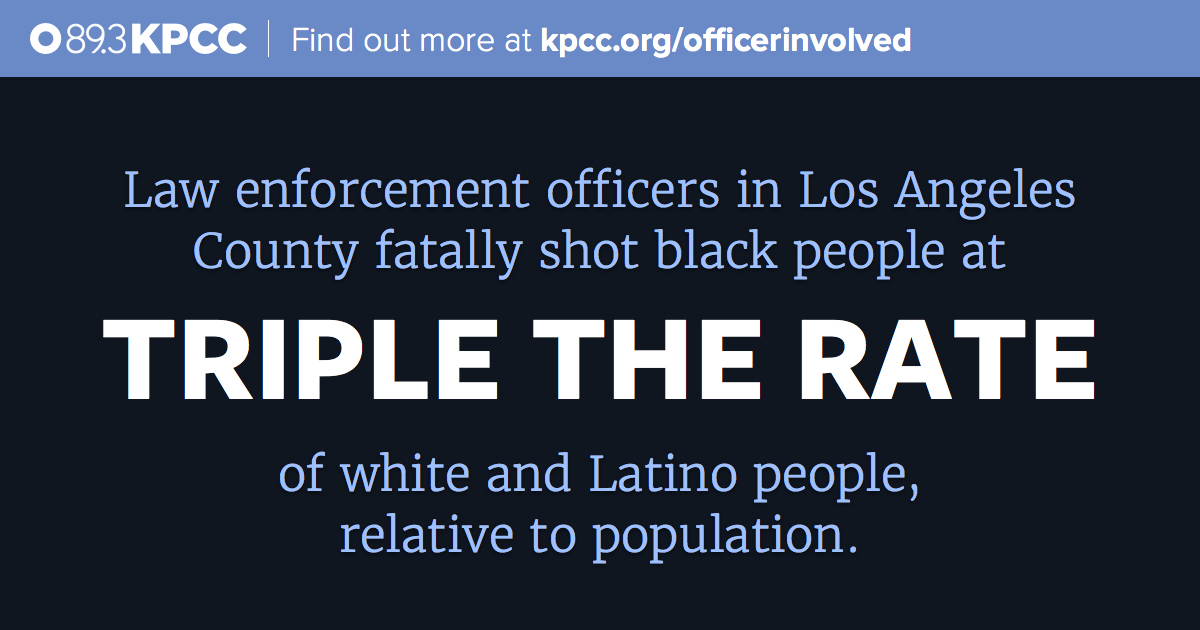 89.3 KPCC Find out more at kpcc.org/officerinvolved
Law enforcement officers in Los Angeles
County fatally shot black people at
TRIPLE THE RATE
of white and Latino people,
relative to population.